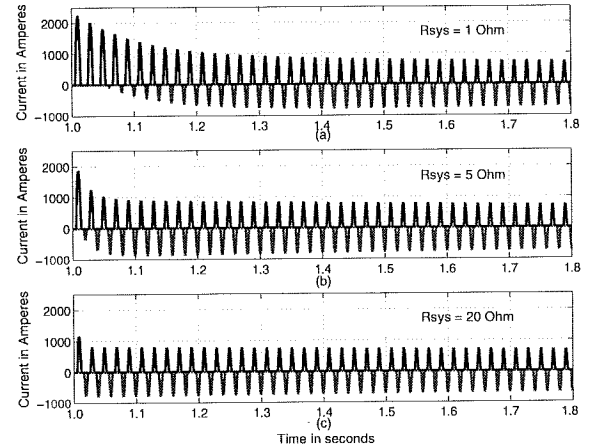 Current in Amperes
2000
1000
0
−1000
Rsys = 1 Ohm
1.0 1.1 1.2 1.3 1.4 1.5 1.6 1.7 1.8
(a)
Current in Amperes
2000
1000
0
−1000
Rsys = 5 Ohm
1.0 1.1 1.2 1.3 1.4 1.5 1.6 1.7 1.8
(b)
Current in Amperes
2000
1000
0
−1000
Rsys = 20 Ohm
1.0 1.1 1.2 1.3 1.4 1.5 1.6 1.7 1.8
(c)
Time in seconds